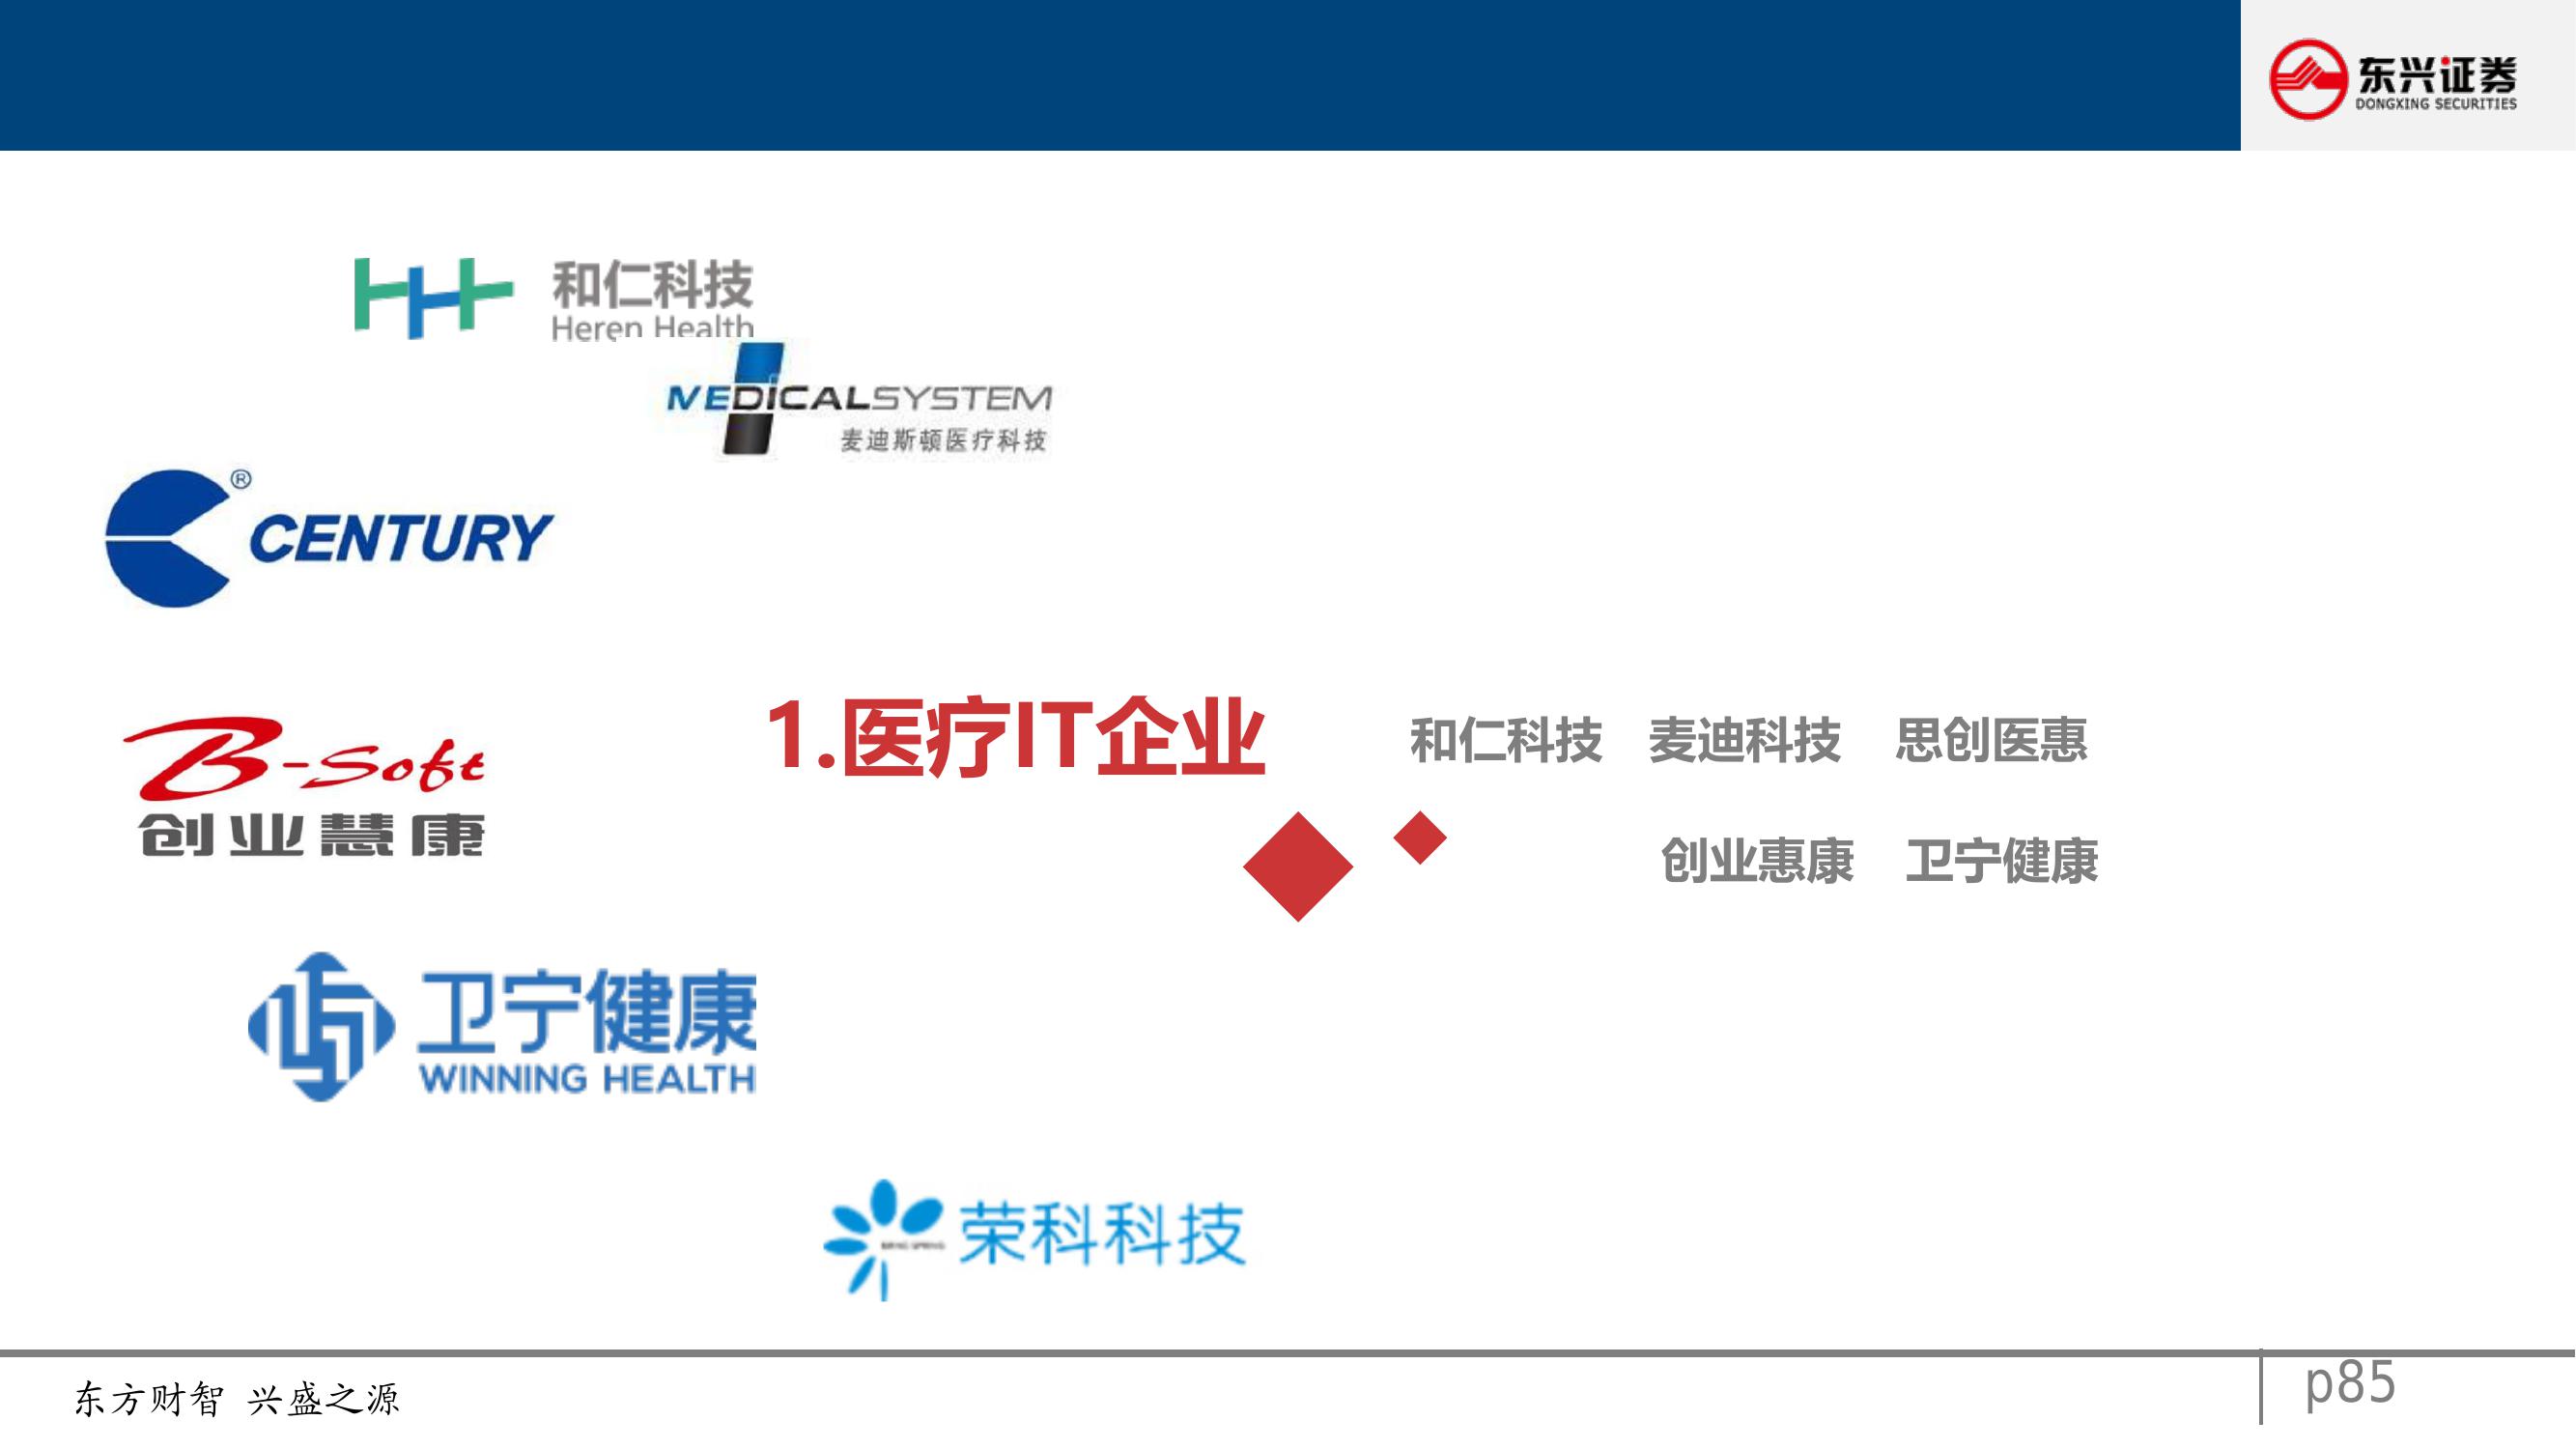 东兴证券
DONGXING SECURITIES
和仁科技
Heren Health
MEDICALSYSTEM
麦迪斯顿医疗科技
®
CENTURY
B-Soft
创业慧康
1.医疗IT企业
和仁科技 麦迪科技 思创医惠
创业惠康 卫宁健康
卫宁健康
WINNING HEALTH
荣科科技
东方财智 兴盛之源
p85